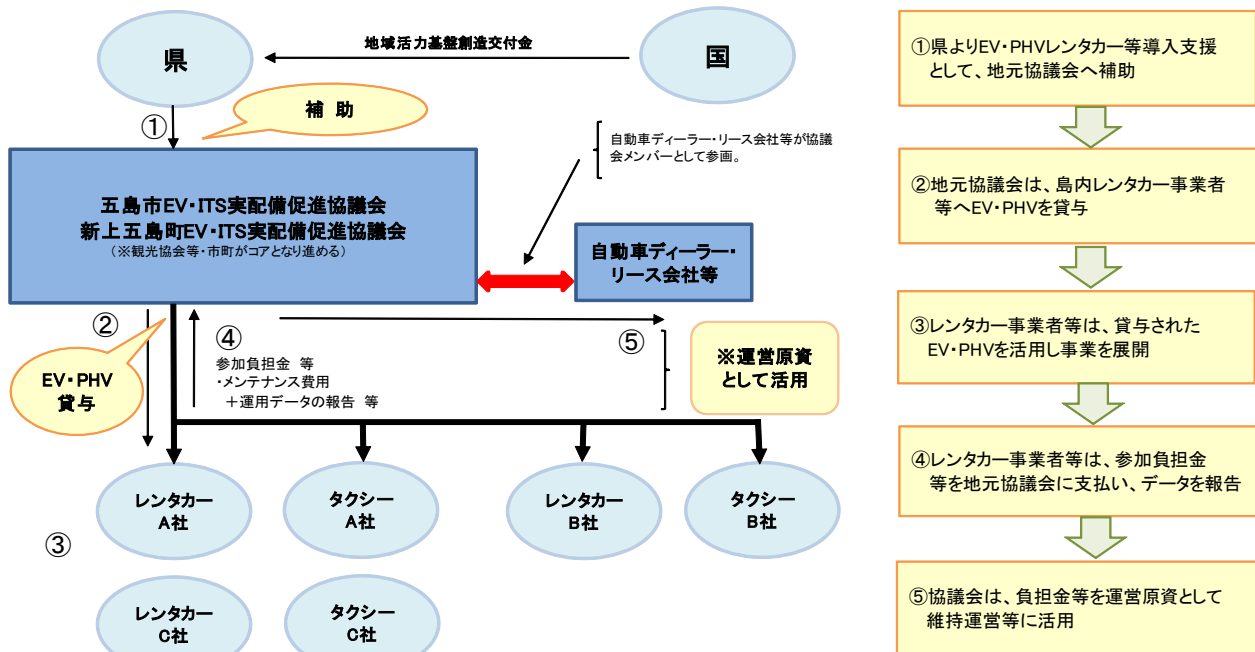 地域活力基盤創造交付金
県
国
補 助
①
自動車ディーラー・リース会社等が協議
会メンバーとして参画。
五島市EV・ITS実配備促進協議会
新上五島町EV・ITS実配備促進協議会
（※観光協会等・市町がコアとなり進める）
自動車ディーラー・
リース会社等
②
④
⑤
EV・PHV
貸与
参加負担金 等
・メンテナンス費用
＋運用データの報告 等
※運営原資
として活用
レンタカー
A社
タクシー
A社
レンタカー
B社
タクシー
B社
③
レンタカー
C社
タクシー
C社
①県よりEV・PHVレンタカー等導入支援
として、地元協議会へ補助
②地元協議会は、島内レンタカー事業者
等へEV・PHVを貸与
③レンタカー事業者等は、貸与された
EV・PHVを活用し事業を展開
④レンタカー事業者等は、参加負担金
等を地元協議会に支払い、データを報告
⑤協議会は、負担金等を運営原資として
維持運営等に活用